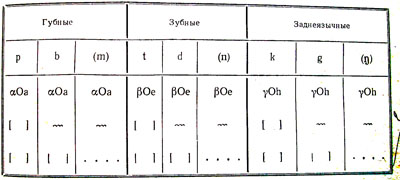 Губные Зубные Заднеязычные
p b (m) t d (n) k g (ŋ)
αOa αOa αOa βOe βOe βOe γOh γOh γOh
[ ] ~~ ~~ [ ] ~~ ~~ [ ] ~~ ~~
[ ] [ ] .... [ ] [ ] .... [ ] [ ] ....